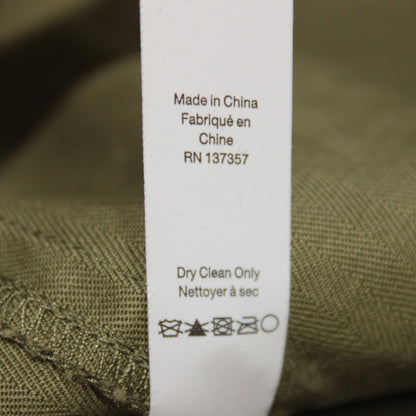 Made in China
Fabriqué en
Chine
RN 137357
Dry Clean Only
Nettoyer à sec